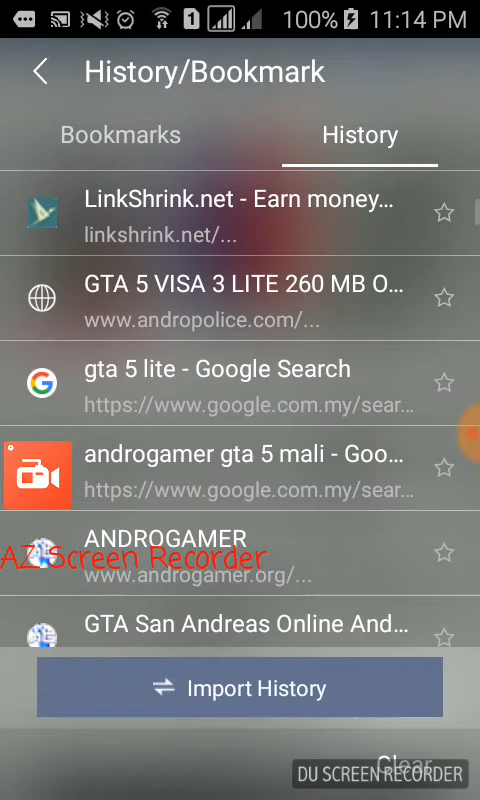 100% 11:14 PM
History/Bookmark
Bookmarks History
LinkShrink.net - Earn money...
linkshrink.net/...
GTA 5 VISA 3 LITE 260 MB O...
www.andropolice.com/...
gta 5 lite - Google Search
https://www.google.com.my/sear...
androgamer gta 5 mali - Goo...
https://www.google.com.my/sear...
ANDROGAMER
AZ Screen Recorder
www.androgamer.org/...
GTA San Andreas Online And...
Import History
Clear
DU SCREEN RECORDER